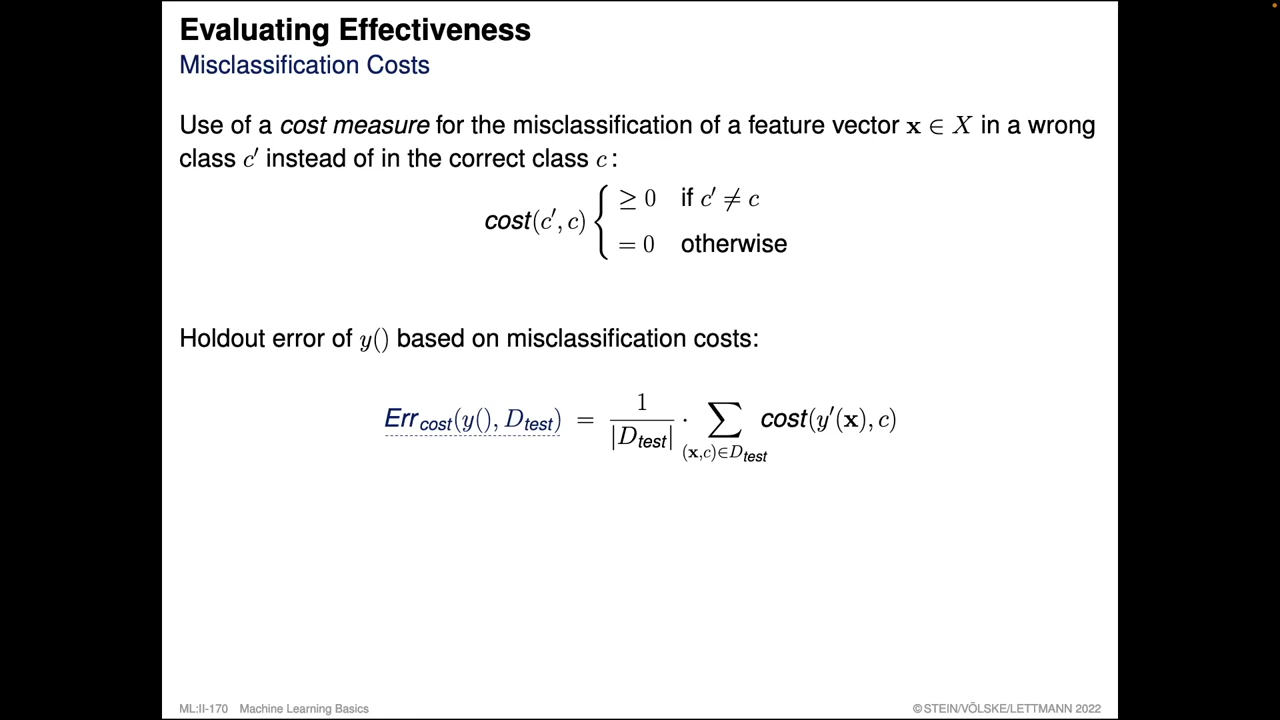 Evaluating Effectiveness
Misclassification Costs
Use of a cost measure for the misclassification of a feature vector x ∈ X in a wrong
class c′ instead of in the correct class c :
cost(c′, c) { ≥ 0 if c′ ≠ c
= 0 otherwise
Holdout error of y() based on misclassification costs:
Err_cost(y(), D_test) = 1/|D_test| · ∑_{(x,c)∈D_test} cost(y′(x), c)
ML:II-170 Machine Learning Basics
© STEIN/VÖLSKE/LETTMANN 2022